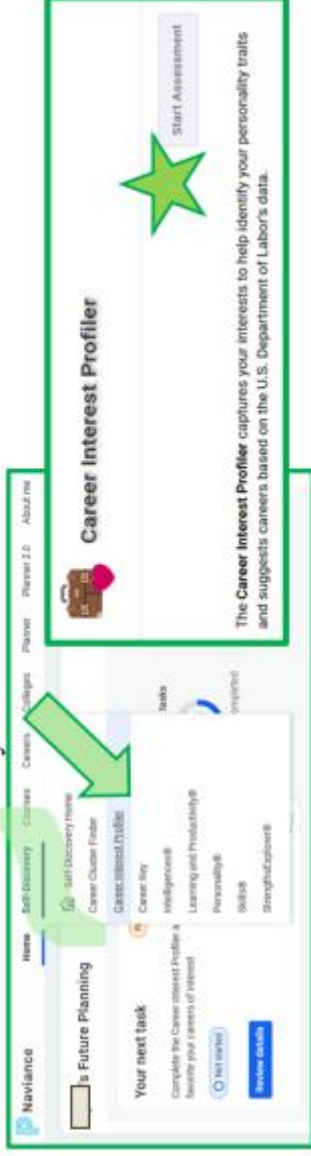 Naviance
Home Self-Discovery Courses Careers Colleges Planner Planner 2.0 About me
's Future Planning
Your next task
Complete the Career Interest Profiler a
favorite your careers of interest
Not started
Review details
Self-Discovery Home
Career Cluster Finder
Career Interest Profiler
Career Key
Intelligences®
Learning and Productivity®
Personality®
Skills®
StrengthsExplorer®
tasks
ompleted
Career Interest Profiler
Start Assessment
The Career Interest Profiler captures your interests to help identify your personality traits
and suggests careers based on the U.S. Department of Labor's data.